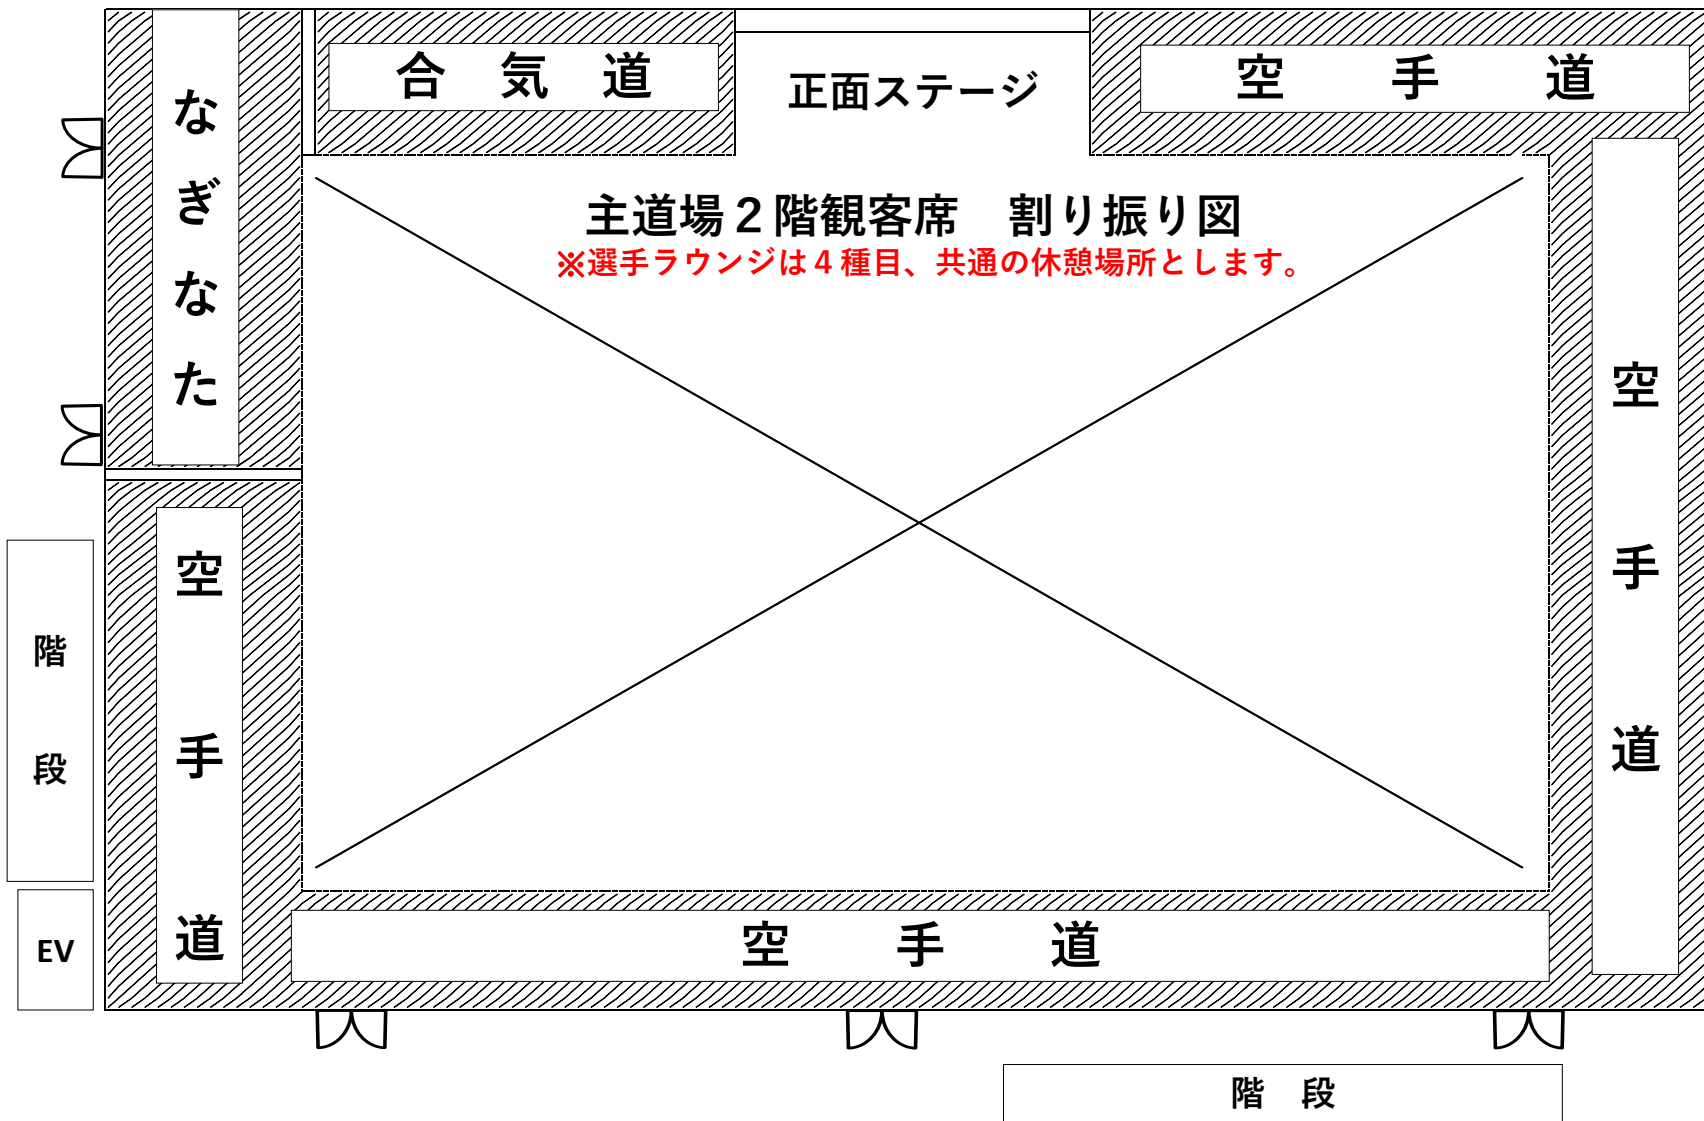 合　気　道
正面ステージ
空　手　道
なぎなた
主道場２階観客席　割り振り図
※選手ラウンジは４種目、共通の休憩場所とします。
空手道
空手道
階段
EV
空　手　道
階　段